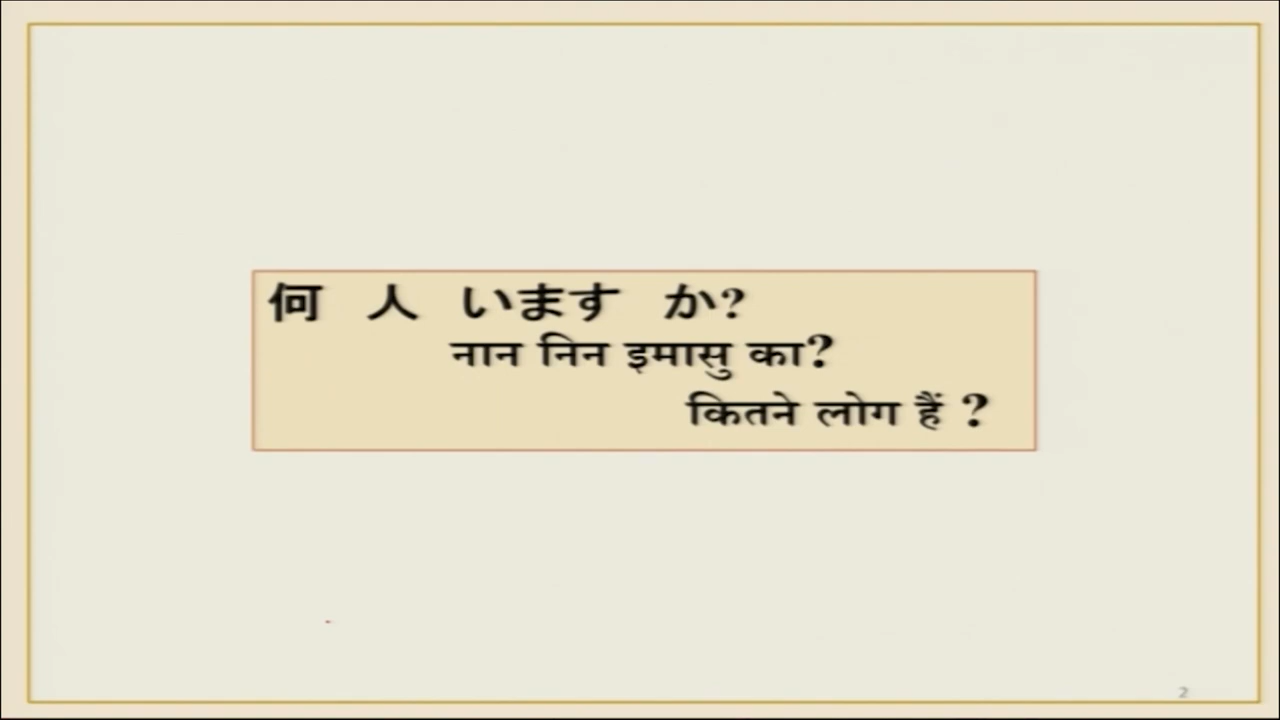 何 人 います か?
नान निन इमासु का?
कितने लोग हैं ?
2